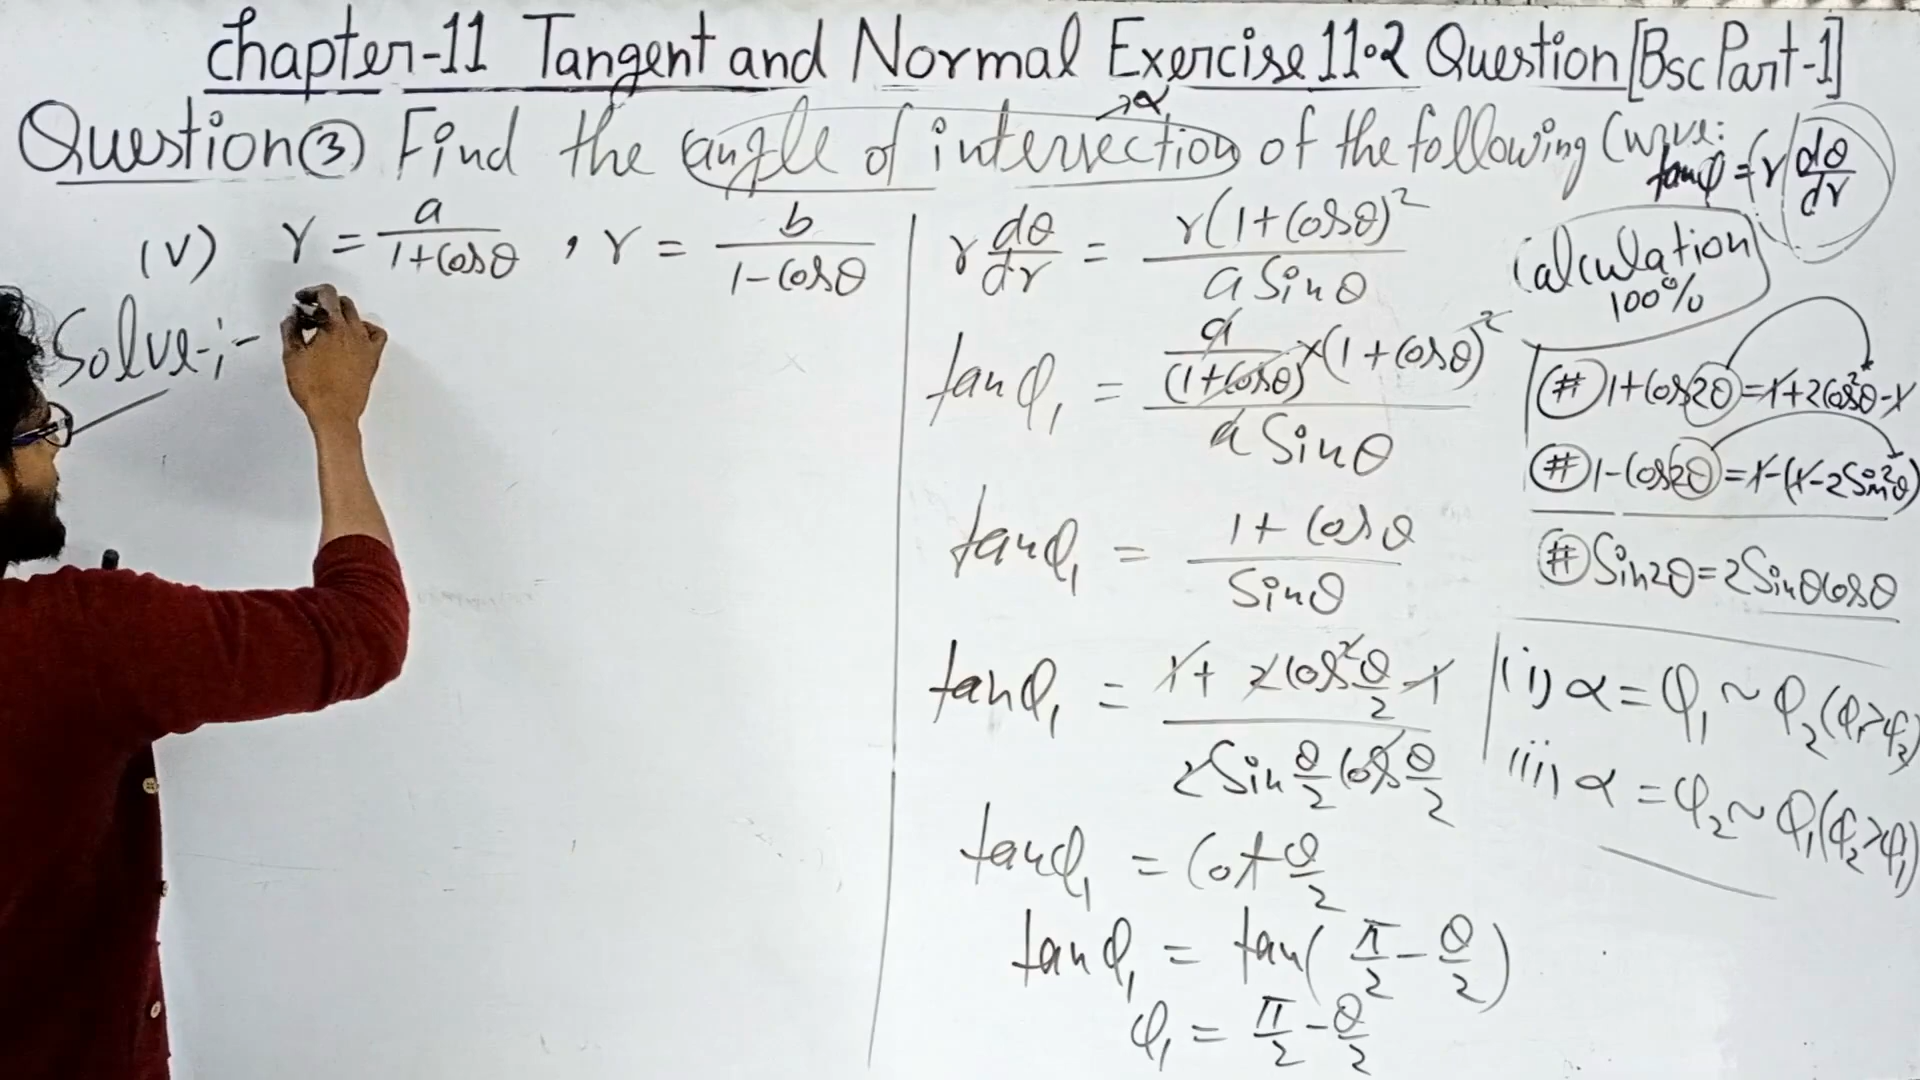 Chapter-11 Tangent and Normal Exercise 11.2 Question [Bsc Part-1]
Question ③ Find the angle of intersection of the following Curve:
→α
tanφ = (r dθ/dr
(V) r = a/(1+Cosθ) , r = b/(1-Cosθ)
Solve:-
r dθ/dr = r(1+Cosθ)²/(a Sinθ)
tanφ₁ = (a/(1+Cosθ) × (1+Cosθ)²)/(a Sinθ)
tanφ₁ = (1+Cosθ)/Sinθ
tanφ₁ = (1 + 2Cos²θ/2 - 1)/(2Sin θ/2 Cos θ/2)
tanφ₁ = Cot θ/2
tanφ₁ = tan(π/2 - θ/2)
φ₁ = π/2 - θ/2
Calculation
100%
(#) 1+Cos2θ = 1+2Cos²θ-1
(#) 1-Cos2θ = 1-(1-2Sin²θ)
(#) Sin2θ = 2SinθCosθ
(i) α = φ₁ ~ φ₂ (φ₁>φ₂)
(ii) α = φ₂ ~ φ₁ (φ₂>φ₁)